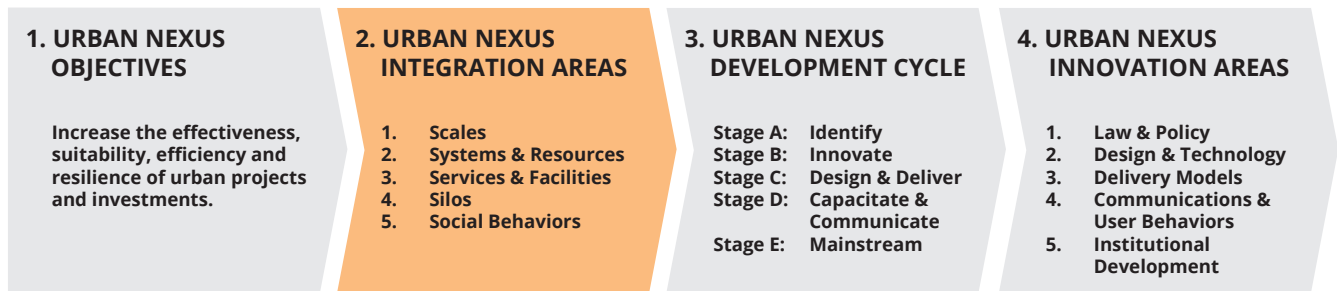 1. URBAN NEXUS
OBJECTIVES
Increase the effectiveness,
suitability, efficiency and
resilience of urban projects
and investments.
2. URBAN NEXUS
INTEGRATION AREAS
1. Scales
2. Systems & Resources
3. Services & Facilities
4. Silos
5. Social Behaviors
3. URBAN NEXUS
DEVELOPMENT CYCLE
Stage A: Identify
Stage B: Innovate
Stage C: Design & Deliver
Stage D: Capacitate &
Communicate
Stage E: Mainstream
4. URBAN NEXUS
INNOVATION AREAS
1. Law & Policy
2. Design & Technology
3. Delivery Models
4. Communications &
User Behaviors
5. Institutional
Development